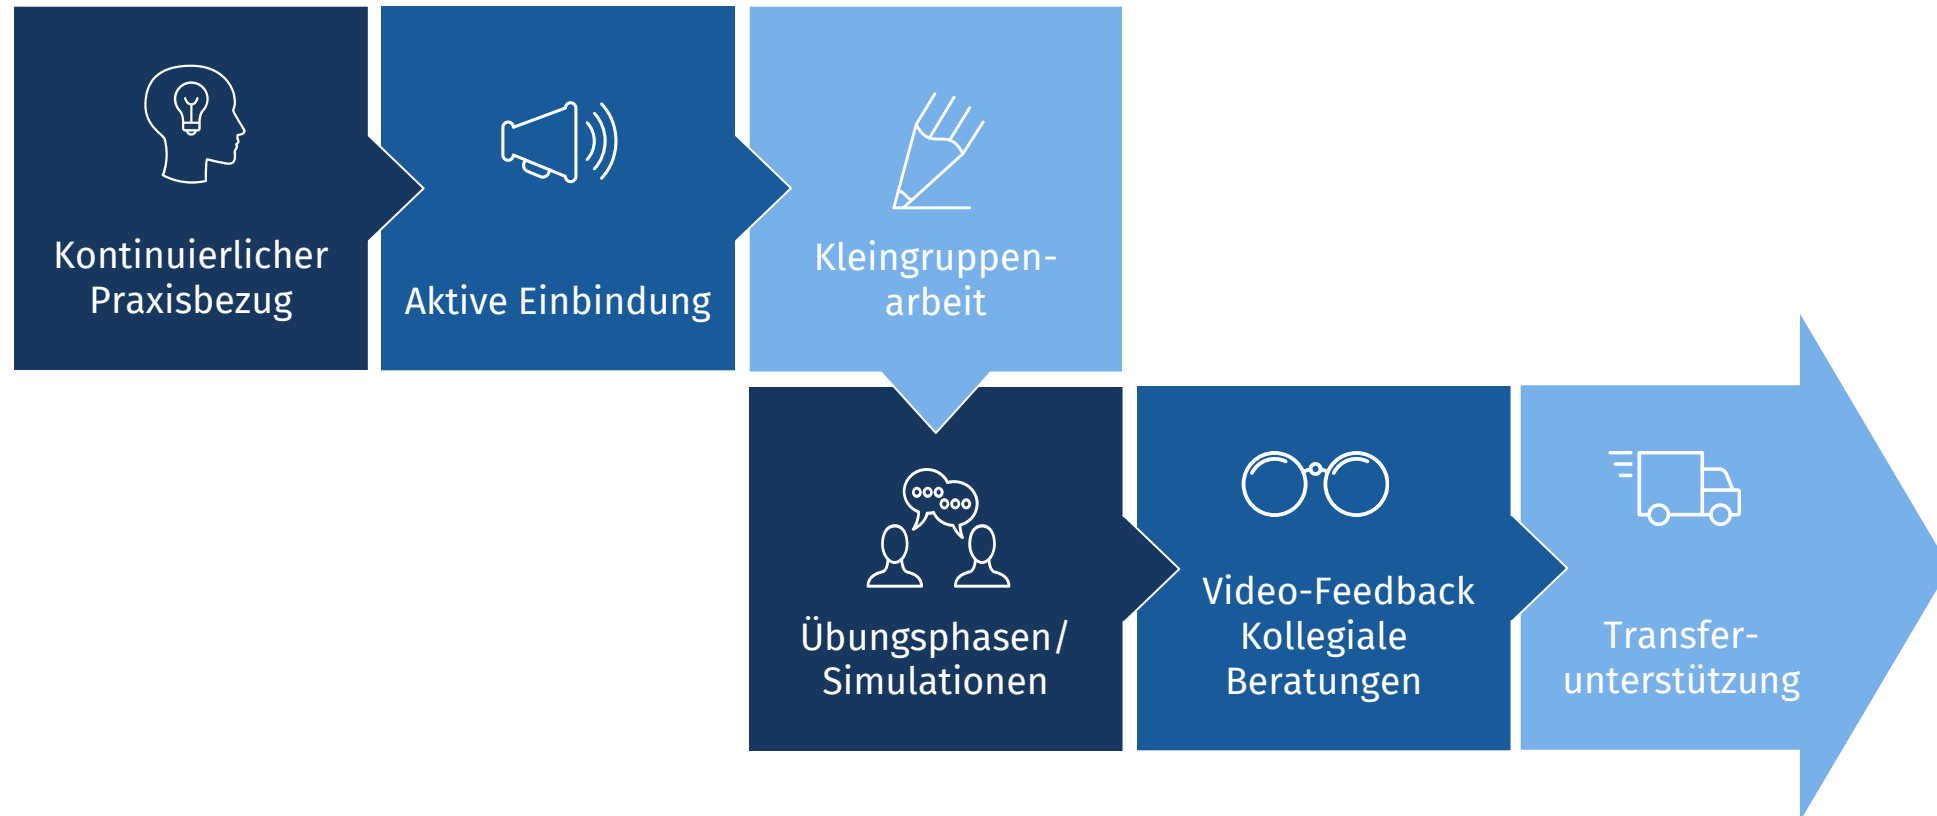 Kontinuierlicher
Praxisbezug
Aktive Einbindung
Kleingruppen-
arbeit
Übungsphasen/
Simulationen
Video-Feedback
Kollegiale
Beratungen
Transfer-
unterstützung